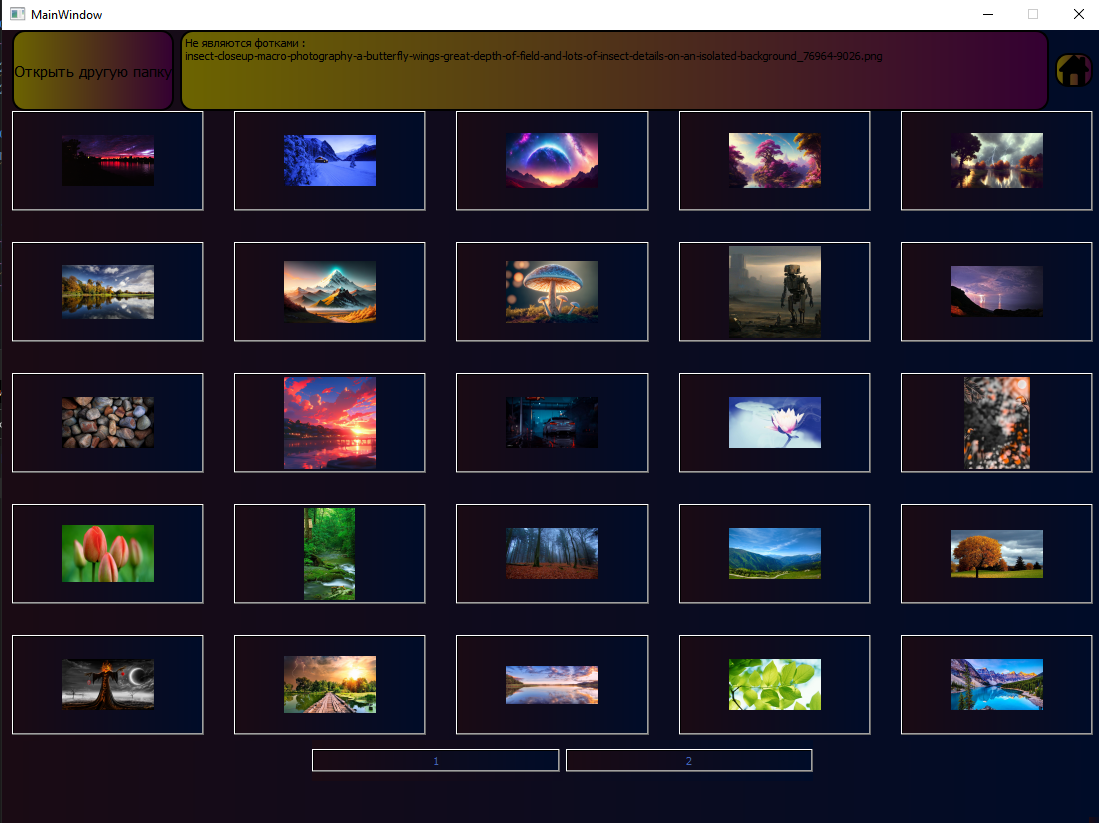 MainWindow
Открыть другую папку
Не являются фотками :
insect-closeup-macro-photography-a-butterfly-wings-great-depth-of-field-and-lots-of-insect-details-on-an-isolated-background_76964-9026.png
1
2